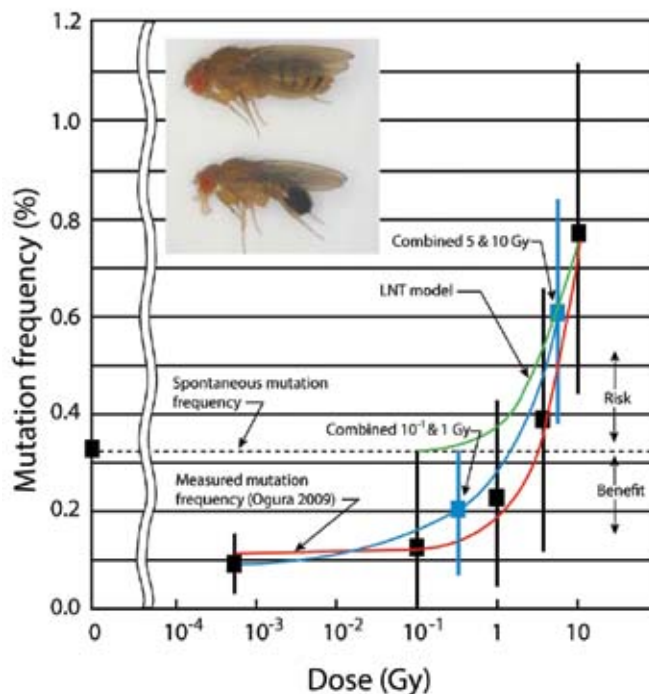 1.2
1.0
0.8
0.6
0.4
0.2
0.0
Mutation frequency (%)
Combined 5 & 10 Gy
LNT model
Spontaneous mutation
frequency
Combined 10⁻¹ & 1 Gy
Risk
Measured mutation
frequency (Ogura 2009)
Benefit
0 10⁻⁴ 10⁻³ 10⁻² 10⁻¹ 1 10
Dose (Gy)